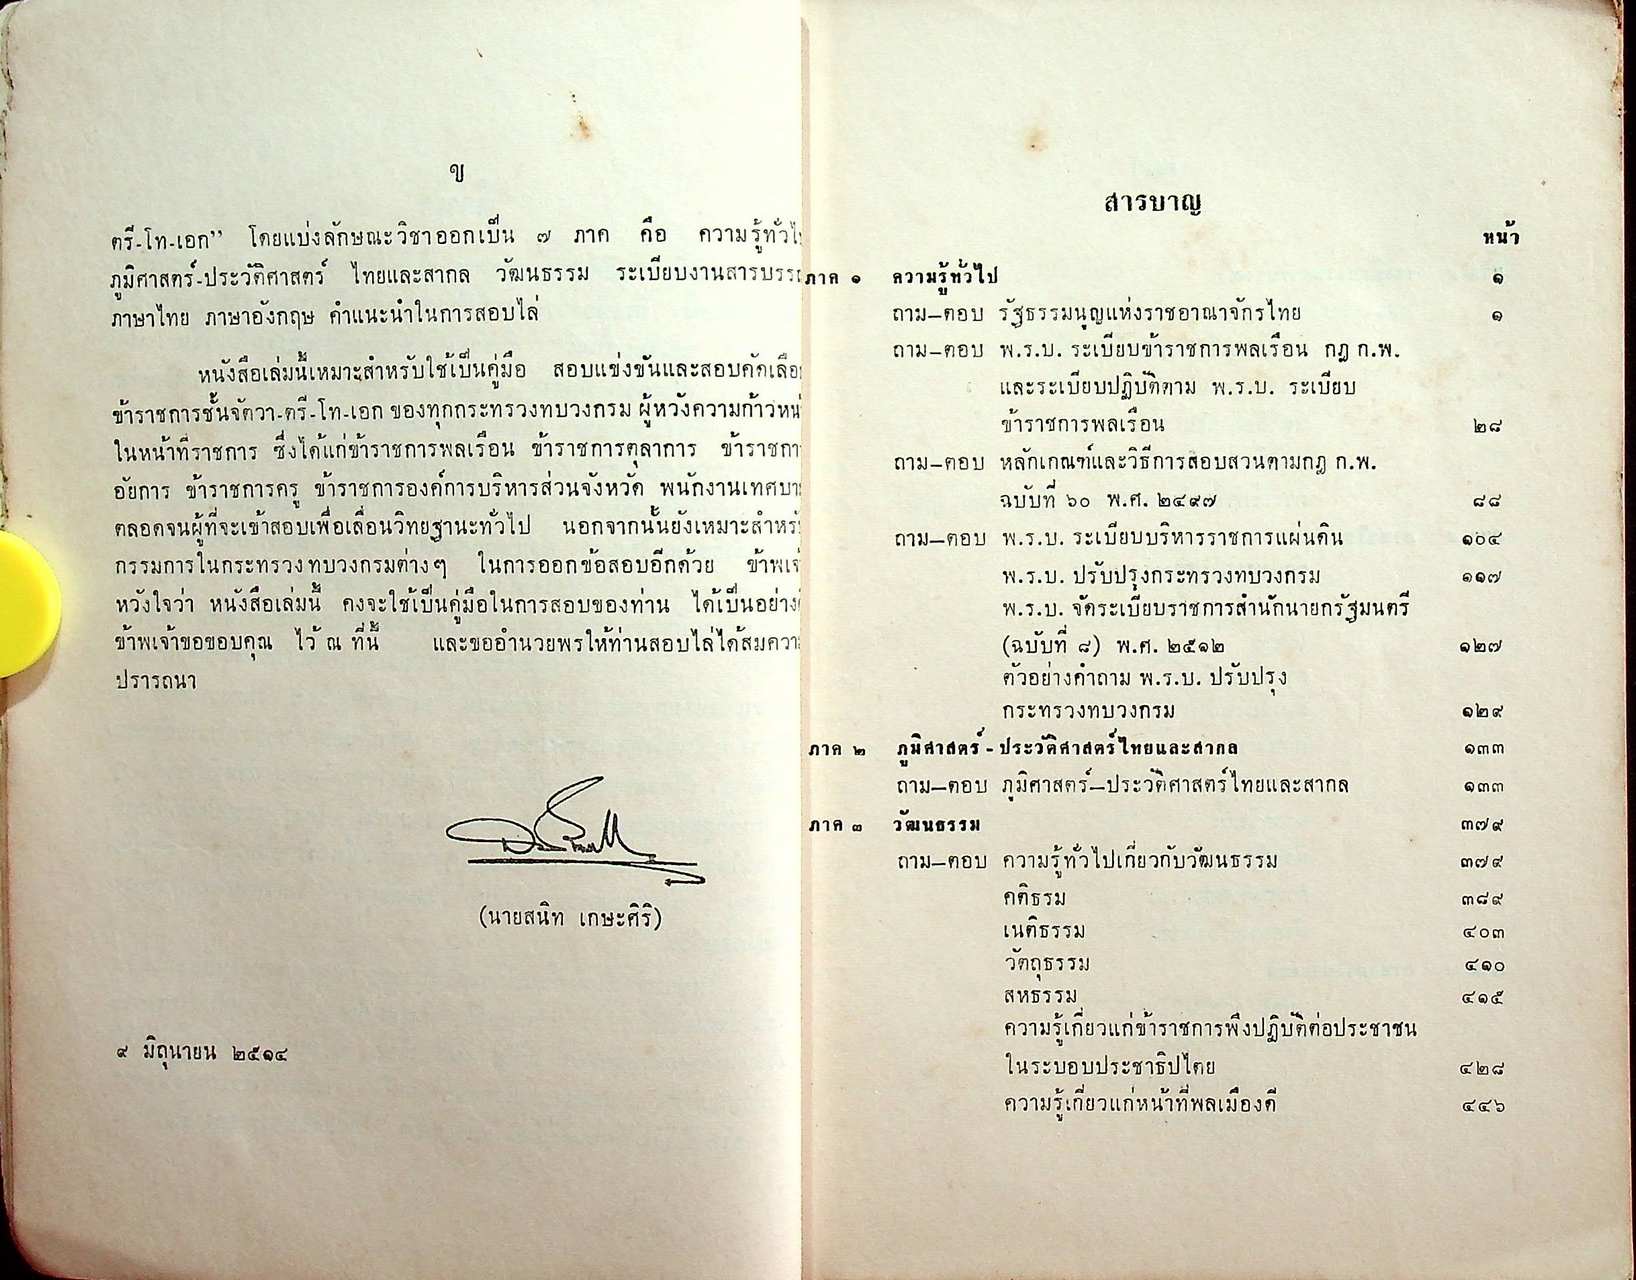 ข
ตรี-โท-เอก” โดยแบ่งลักษณะวิชาออกเป็น ๗ ภาค คือ ความรู้ทั่วไป
ภูมิศาสตร์-ประวัติศาสตร์ ไทยและสากล วัฒนธรรม ระเบียบงานสารบรรณ
ภาษาไทย ภาษาอังกฤษ คำแนะนำในการสอบไล่
หนังสือเล่มนี้เหมาะสำหรับใช้เป็นคู่มือ สอบแข่งขันและสอบคัดเลือก
ข้าราชการชั้นจัตวา-ตรี-โท-เอก ของทุกกระทรวงทบวงกรม ผู้หวังความก้าวหน้า
ในหน้าที่ราชการ ซึ่งได้แก่ข้าราชการพลเรือน ข้าราชการตุลาการ ข้าราชการ
อัยการ ข้าราชการครู ข้าราชการองค์การบริหารส่วนจังหวัด พนักงานเทศบาล
ตลอดจนผู้ที่จะเข้าสอบเพื่อเลื่อนวิทยฐานะทั่วไป นอกจากนั้นยังเหมาะสำหรับ
กรรมการในกระทรวงทบวงกรมต่างๆ ในการออกข้อสอบอีกด้วย ข้าพเจ้า
หวังใจว่า หนังสือเล่มนี้ คงจะใช้เป็นคู่มือในการสอบของท่าน ได้เป็นอย่างดี
ข้าพเจ้าขอขอบคุณ ไว้ ณ ที่นี้ และขออำนวยพรให้ท่านสอบไล่ได้สมความ
ปรารถนา
(นายสนิท เกษะศิริ)
๙ มิถุนายน ๒๕๑๔
สารบาญ
หน้า
ภาค ๑ ความรู้ทั่วไป ๑
ถาม—ตอบ รัฐธรรมนูญแห่งราชอาณาจักรไทย ๑
ถาม—ตอบ พ.ร.บ. ระเบียบข้าราชการพลเรือน กฎ ก.พ.
และระเบียบปฏิบัติตาม พ.ร.บ. ระเบียบ
ข้าราชการพลเรือน ๒๘
ถาม—ตอบ หลักเกณฑ์และวิธีการสอบสวนตามกฎ ก.พ.
ฉบับที่ ๖๐ พ.ศ. ๒๔๙๗ ๘๘
ถาม—ตอบ พ.ร.บ. ระเบียบบริหารราชการแผ่นดิน ๑๐๔
พ.ร.บ. ปรับปรุงกระทรวงทบวงกรม ๑๑๗
พ.ร.บ. จัดระเบียบราชการสำนักนายกรัฐมนตรี
(ฉบับที่ ๘) พ.ศ. ๒๕๑๒ ๑๒๗
ตัวอย่างคำถาม พ.ร.บ. ปรับปรุง
กระทรวงทบวงกรม ๑๒๙
ภาค ๒ ภูมิศาสตร์ - ประวัติศาสตร์ไทยและสากล ๑๓๓
ถาม—ตอบ ภูมิศาสตร์—ประวัติศาสตร์ไทยและสากล ๑๓๓
ภาค ๓ วัฒนธรรม ๓๗๙
ถาม—ตอบ ความรู้ทั่วไปเกี่ยวกับวัฒนธรรม ๓๗๙
คติธรรม ๓๘๙
เนติธรรม ๔๐๓
วัตถุธรรม ๔๑๐
สหธรรม ๔๑๕
ความรู้เกี่ยวแก่ข้าราชการพึงปฏิบัติต่อประชาชน
ในระบอบประชาธิปไตย ๔๒๘
ความรู้เกี่ยวแก่หน้าที่พลเมืองดี ๔๔๖